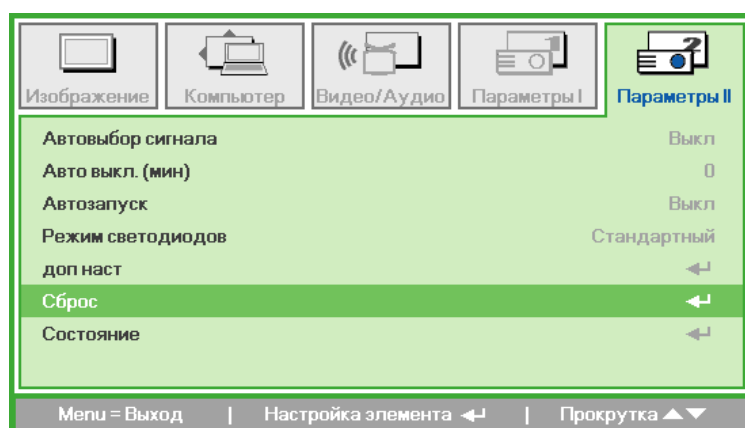 Изображение Компьютер Видео/Аудио Параметры I Параметры II
Автовыбор сигнала Выкл
Авто выкл. (мин) 0
Автозапуск Выкл
Режим светодиодов Стандартный
доп наст
Сброс
Состояние
Menu = Выход | Настройка элемента | Прокрутка ▲▼